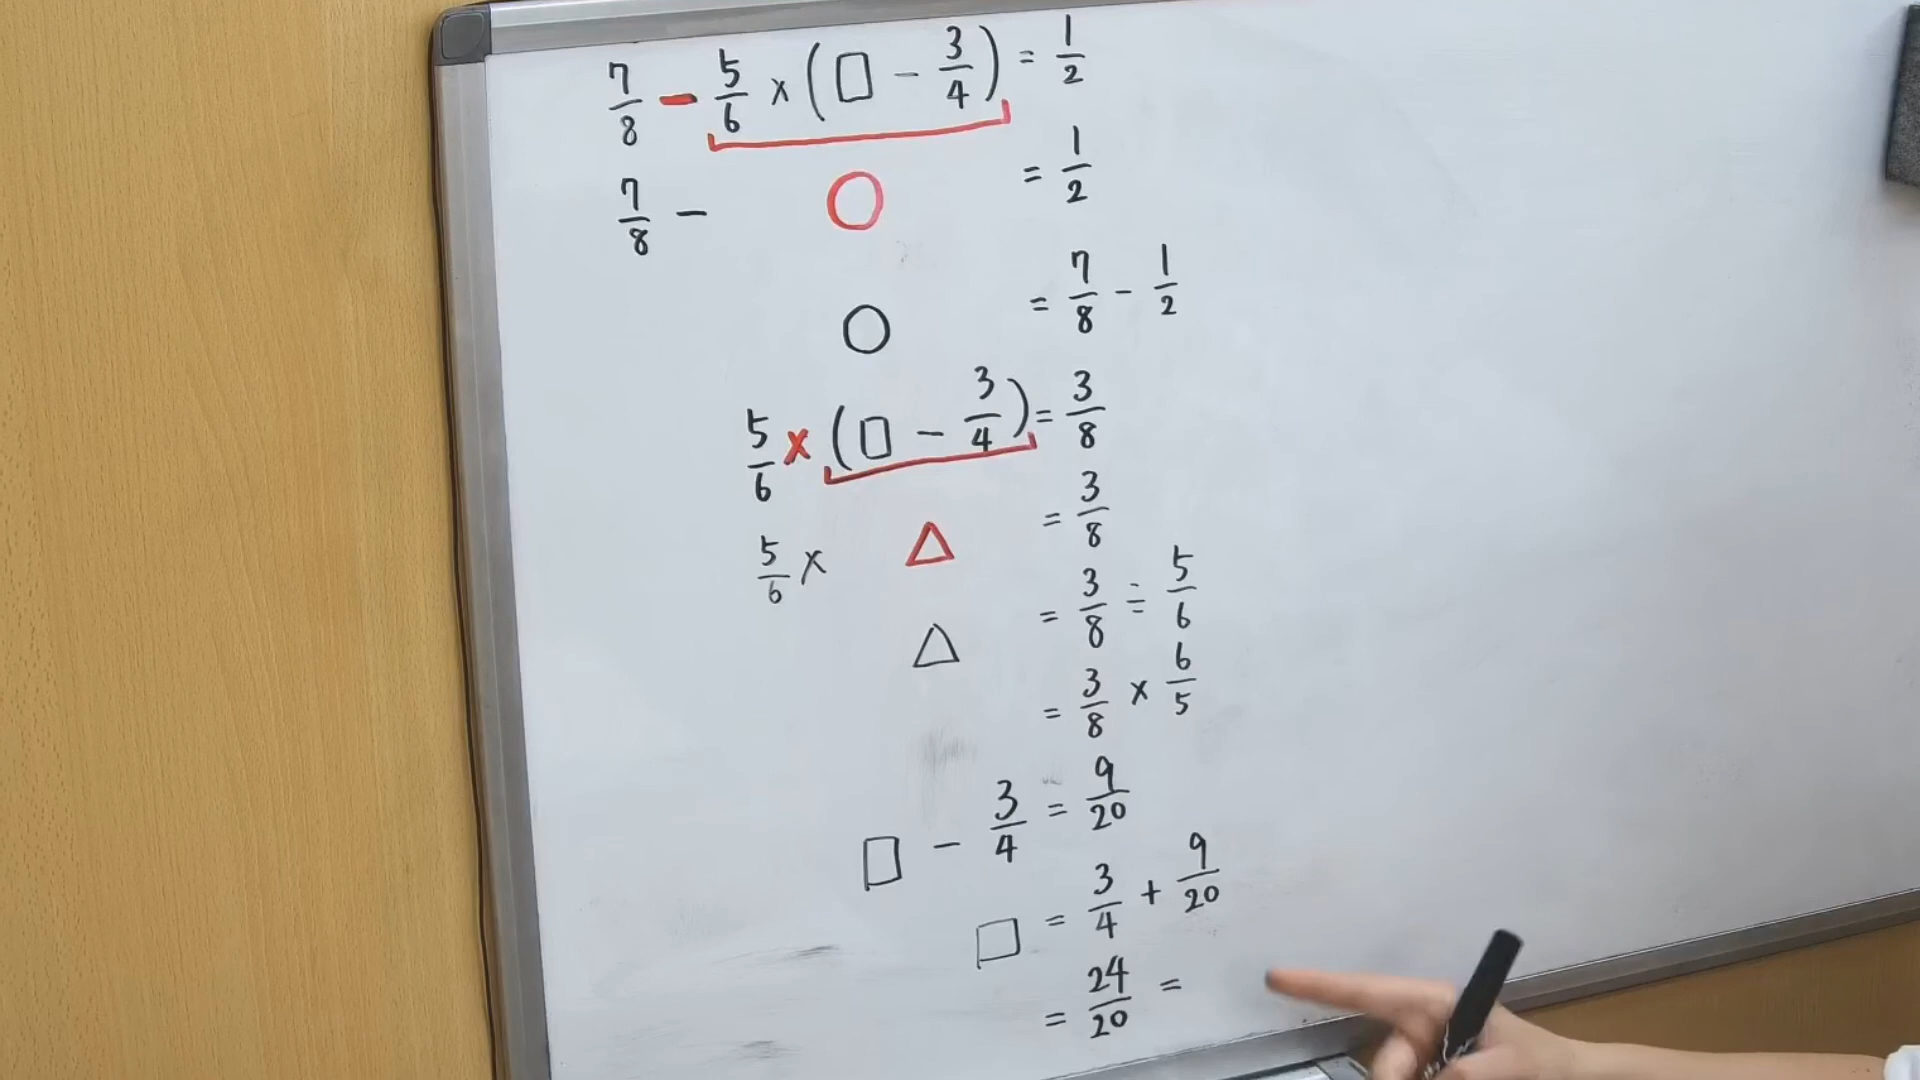 7/8 - 5/6 × (□ - 3/4) = 1/2
7/8 - ○ = 1/2
○ = 7/8 - 1/2
5/6 × (□ - 3/4) = 3/8
5/6 × △ = 3/8
△ = 3/8 ÷ 5/6
= 3/8 × 6/5
□ - 3/4 = 9/20
□ = 3/4 + 9/20
= 24/20 =